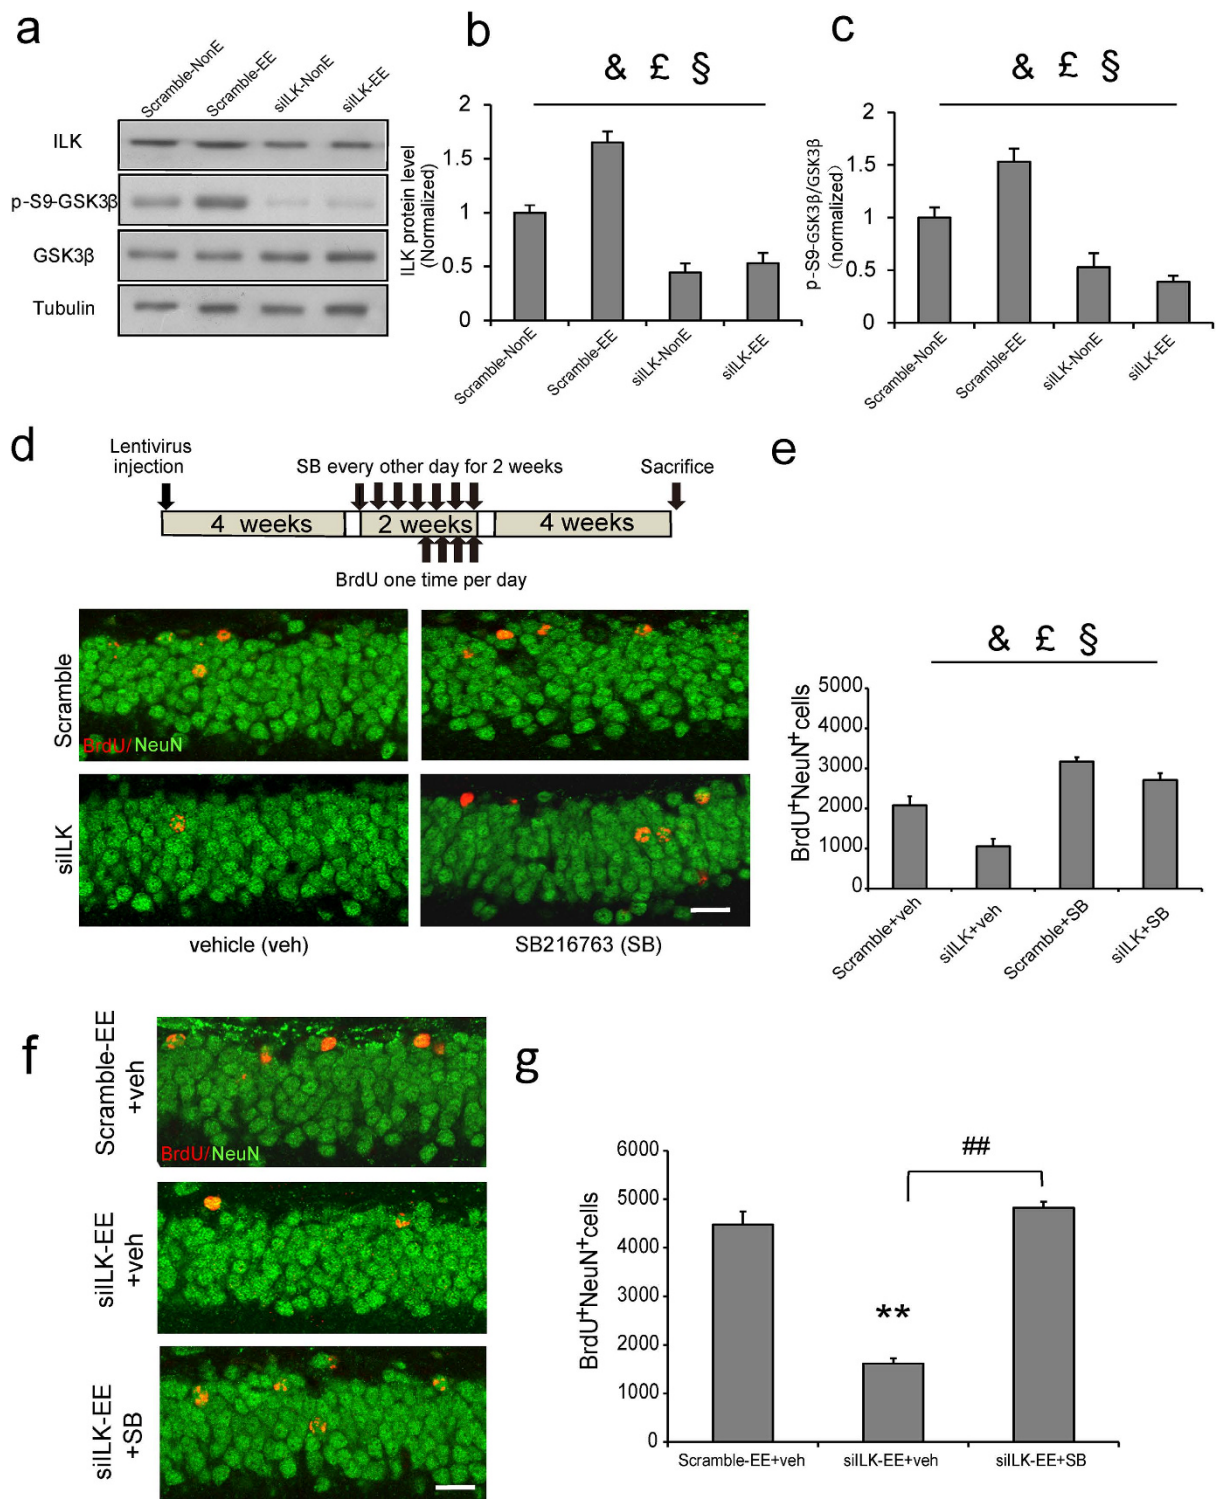 a
Scramble-NonE
Scramble-EE
siILK-NonE
siILK-EE
ILK
p-S9-GSK3β
GSK3β
Tubulin
b
& £ §
ILK protein level
(Normalized)
2
1.5
1
0.5
0
Scramble-NonE
Scramble-EE
siILK-NonE
siILK-EE
c
& £ §
p-S9-GSK3β/GSK3β
(normalized)
2
1.5
1
0.5
0
Scramble-NonE
Scramble-EE
siILK-NonE
siILK-EE
d
Lentivirus
injection
SB every other day for 2 weeks
Sacrifice
4 weeks
2 weeks
4 weeks
BrdU one time per day
Scramble
BrdU/NeuN
siILK
vehicle (veh)
SB216763 (SB)
e
& £ §
BrdU⁺NeuN⁺cells
5000
4000
3000
2000
1000
0
Scramble+veh
siILK+veh
Scramble+SB
siILK+SB
f
Scramble-EE
+veh
BrdU/NeuN
siILK-EE
+veh
siILK-EE
+SB
g
BrdU⁺NeuN⁺cells
6000
5000
4000
3000
2000
1000
0
**
##
Scramble-EE+veh
siILK-EE+veh
siILK-EE+SB